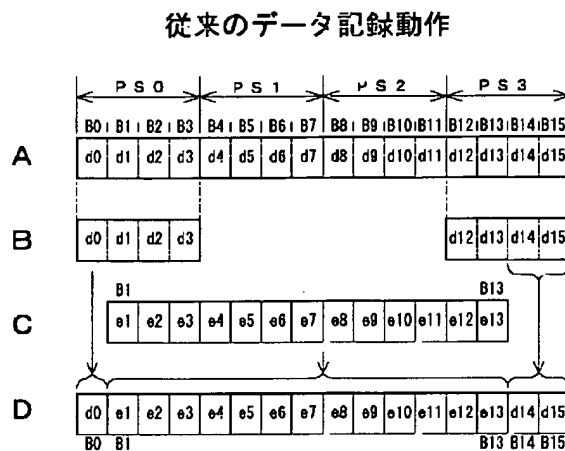 従来のデータ記録動作
PS0 PS1 PS2 PS3
B0 B1 B2 B3 B4 B5 B6 B7 B8 B9 B10 B11 B12 B13 B14 B15
A d0 d1 d2 d3 d4 d5 d6 d7 d8 d9 d10 d11 d12 d13 d14 d15
B d0 d1 d2 d3 d12 d13 d14 d15
B1 B13
C e1 e2 e3 e4 e5 e6 e7 e8 e9 e10 e11 e12 e13
D d0 e1 e2 e3 e4 e5 e6 e7 e8 e9 e10 e11 e12 e13 d14 d15
B0 B1 B13 B14 B15